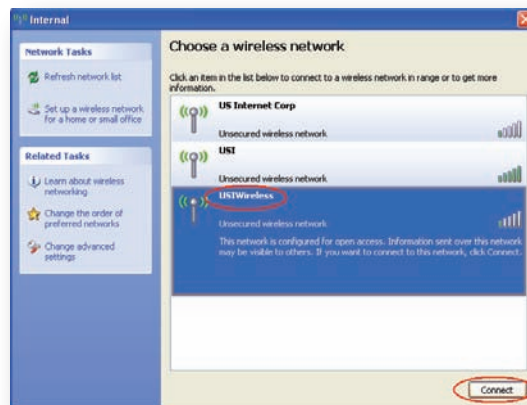 Internal
Network Tasks
Refresh network list
Set up a wireless network
for a home or small office
Related Tasks
Learn about wireless
networking
Change the order of
preferred networks
Change advanced
settings
Choose a wireless network
Click an item in the list below to connect to a wireless network in range or to get more
information.
US Internet Corp
Unsecured wireless network
USI
Unsecured wireless network
USIWireless
Unsecured wireless network
This network is configured for open access. Information sent over this network
may be visible to others. If you want to connect to this network, click Connect.
Connect